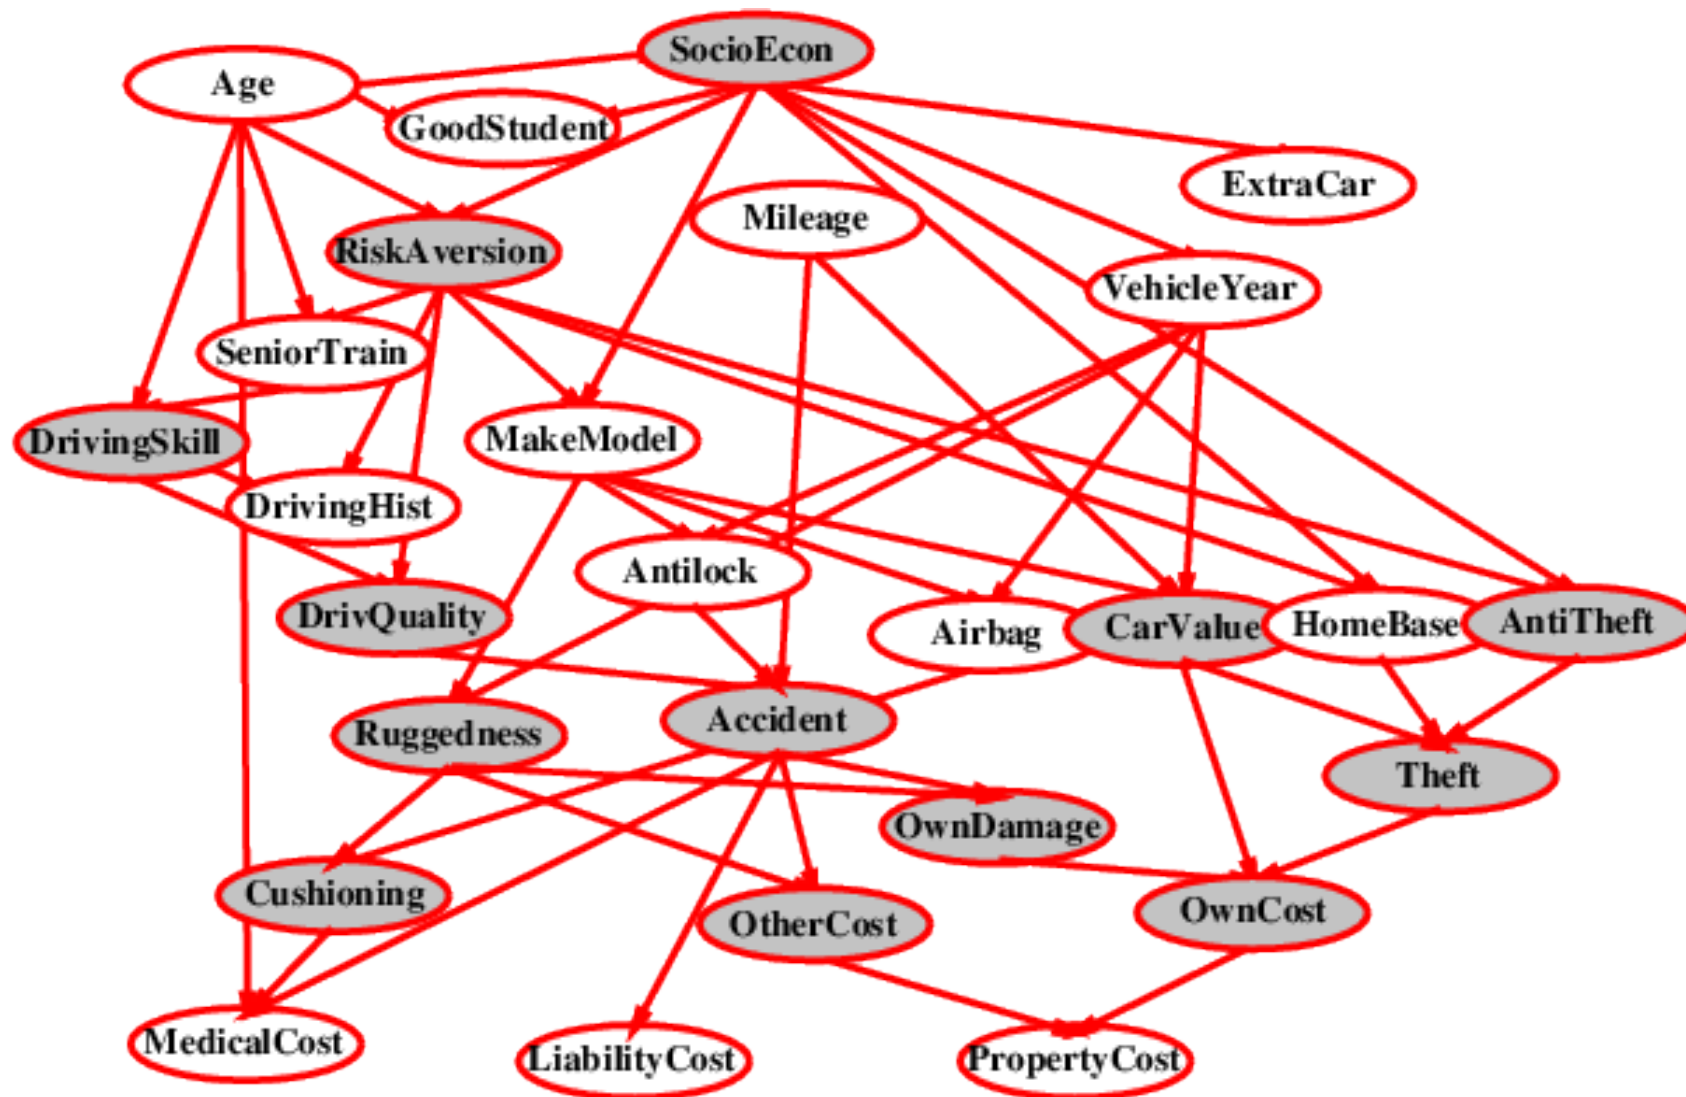 SocioEcon
Age
GoodStudent
ExtraCar
Mileage
RiskAversion
VehicleYear
SeniorTrain
DrivingSkill
MakeModel
DrivingHist
Antilock
DrivQuality
Airbag
CarValue
HomeBase
AntiTheft
Ruggedness
Accident
Theft
OwnDamage
Cushioning
OtherCost
OwnCost
MedicalCost
LiabilityCost
PropertyCost